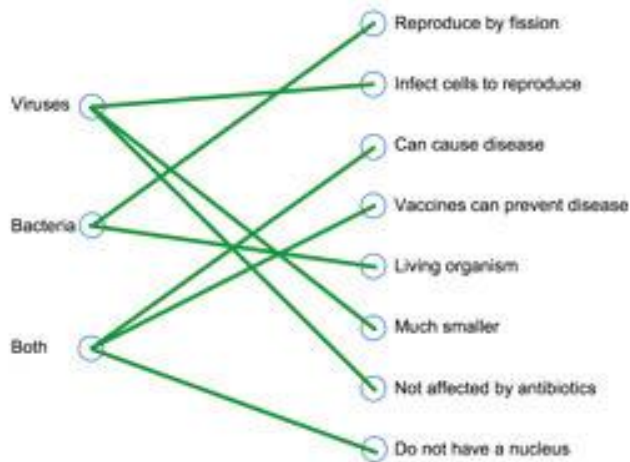 Viruses
Bacteria
Both
Reproduce by fission
Infect cells to reproduce
Can cause disease
Vaccines can prevent disease
Living organism
Much smaller
Not affected by antibiotics
Do not have a nucleus